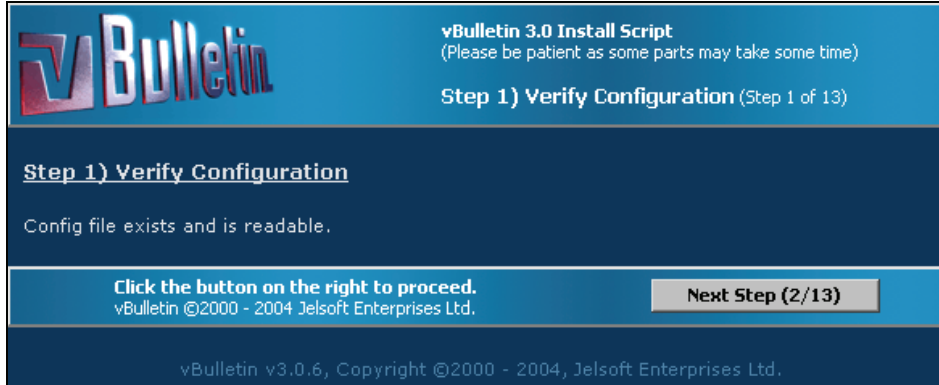 vBulletin
vBulletin 3.0 Install Script
(Please be patient as some parts may take some time)
Step 1) Verify Configuration (Step 1 of 13)
Step 1) Verify Configuration
Config file exists and is readable.
Click the button on the right to proceed.
vBulletin ©2000 - 2004 Jelsoft Enterprises Ltd.
Next Step (2/13)
vBulletin v3.0.6, Copyright ©2000 - 2004, Jelsoft Enterprises Ltd.